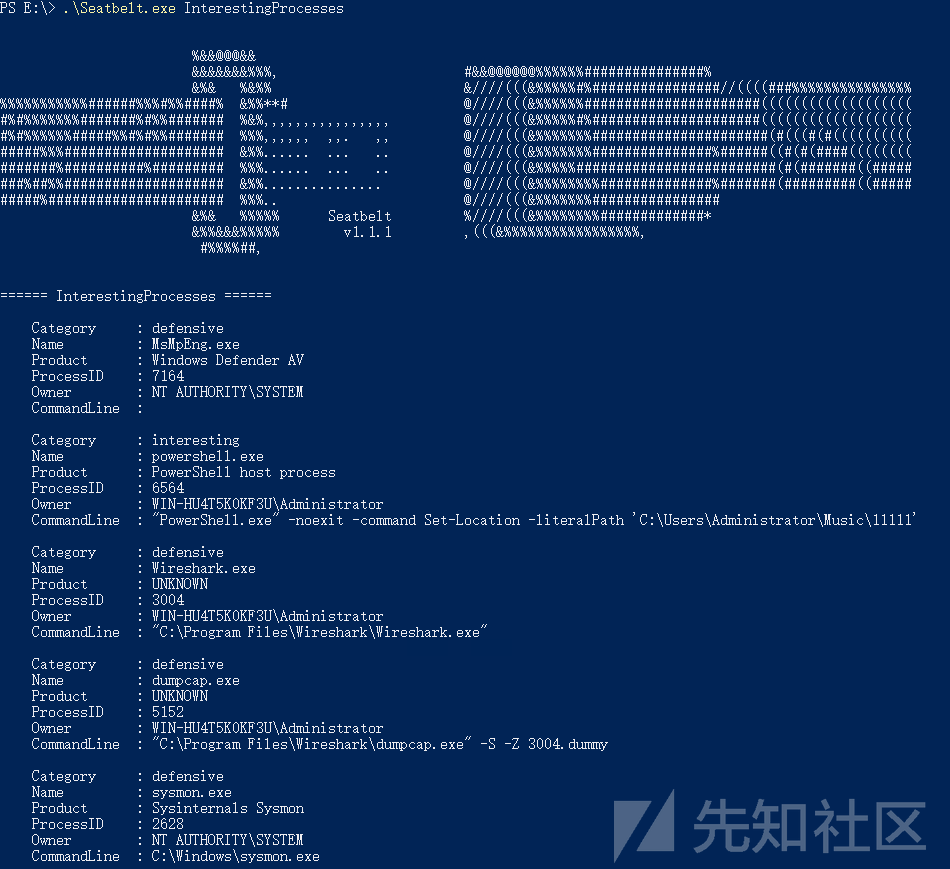 PS E:\> .\Seatbelt.exe InterestingProcesses
Seatbelt
v1.1.1
====== InterestingProcesses ======
Category : defensive
Name : MsMpEng.exe
Product : Windows Defender AV
ProcessID : 7164
Owner : NT AUTHORITY\SYSTEM
CommandLine :
Category : interesting
Name : powershell.exe
Product : PowerShell host process
ProcessID : 6564
Owner : WIN-HU4T5K0KF3U\Administrator
CommandLine : "PowerShell.exe" -noexit -command Set-Location -literalPath 'C:\Users\Administrator\Music\11111'
Category : defensive
Name : Wireshark.exe
Product : UNKNOWN
ProcessID : 3004
Owner : WIN-HU4T5K0KF3U\Administrator
CommandLine : "C:\Program Files\Wireshark\Wireshark.exe"
Category : defensive
Name : dumpcap.exe
Product : UNKNOWN
ProcessID : 5152
Owner : WIN-HU4T5K0KF3U\Administrator
CommandLine : "C:\Program Files\Wireshark\dumpcap.exe" -S -Z 3004.dummy
Category : defensive
Name : sysmon.exe
Product : Sysinternals Sysmon
ProcessID : 2628
Owner : NT AUTHORITY\SYSTEM
CommandLine : C:\Windows\sysmon.exe
先知社区